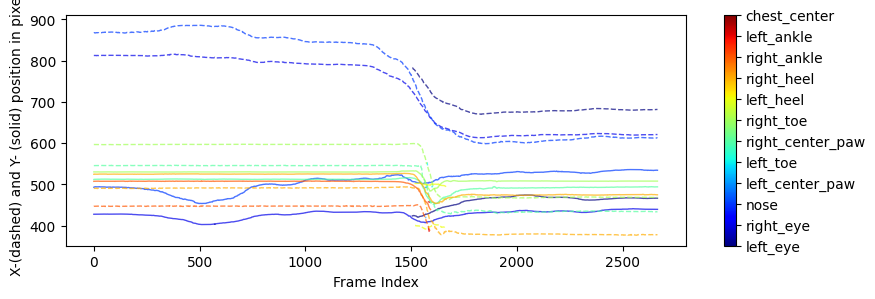 900
800
700
600
500
400
X-(dashed) and Y- (solid) position in pixe
0
500
1000
1500
2000
2500
Frame Index
chest_center
left_ankle
right_ankle
right_heel
left_heel
right_toe
right_center_paw
left_toe
left_center_paw
nose
right_eye
left_eye